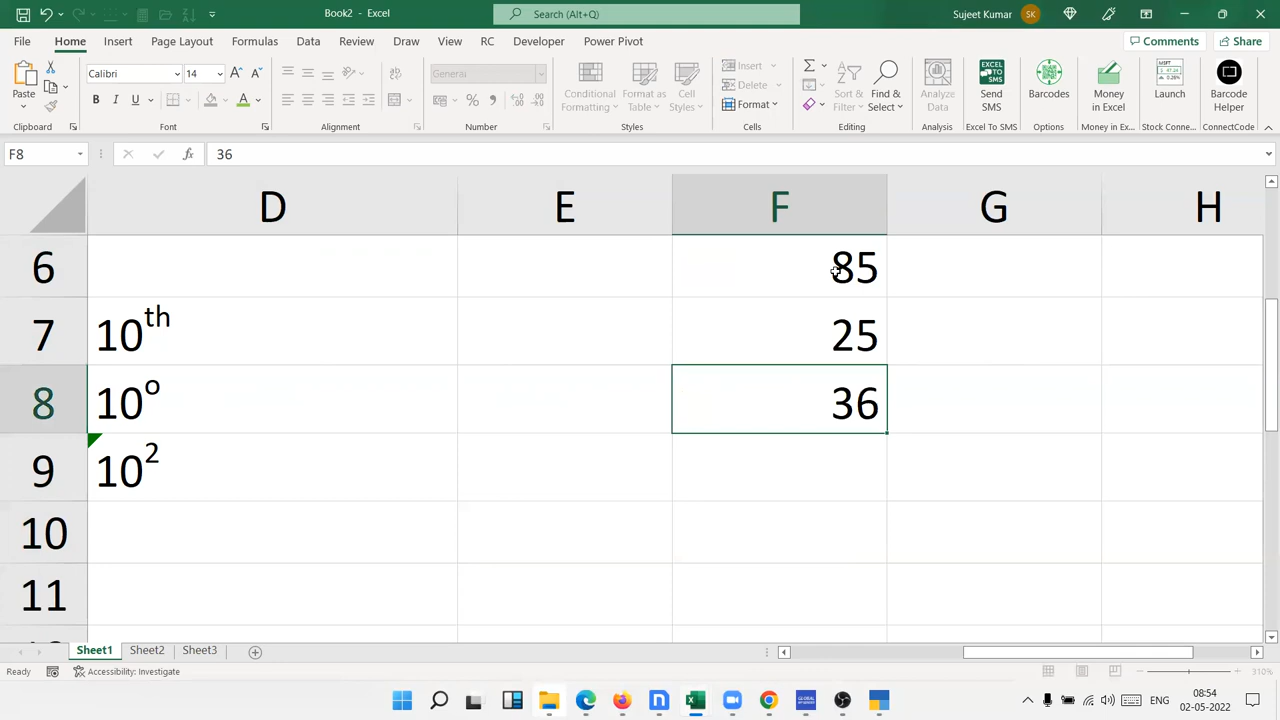 Book2 - Excel
Search (Alt+Q)
Sujeet Kumar
SK
File Home Insert Page Layout Formulas Data Review View Draw RC Developer Power Pivot
Comments
Share
Paste
Calibri
14
B I U
General
Conditional Formatting
Format as Table
Cell Styles
Insert
Delete
Format
Sort & Filter
Find & Select
Analyze Data
EXCEL TO SMS
Send SMS
Barcodes
Money in Excel
Launch
Barcode Helper
Clipboard
Font
Alignment
Number
Styles
Cells
Editing
Analysis
Excel To SMS
Options
Money in Ex...
Stock Conne...
ConnectCode
F8
fx
36
D E F G H
6 85
7 10th 25
8 10o 36
9 102
10
11
Sheet1 Sheet2 Sheet3
Ready
Accessibility: Investigate
310%
ENG
08:54
02-05-2022